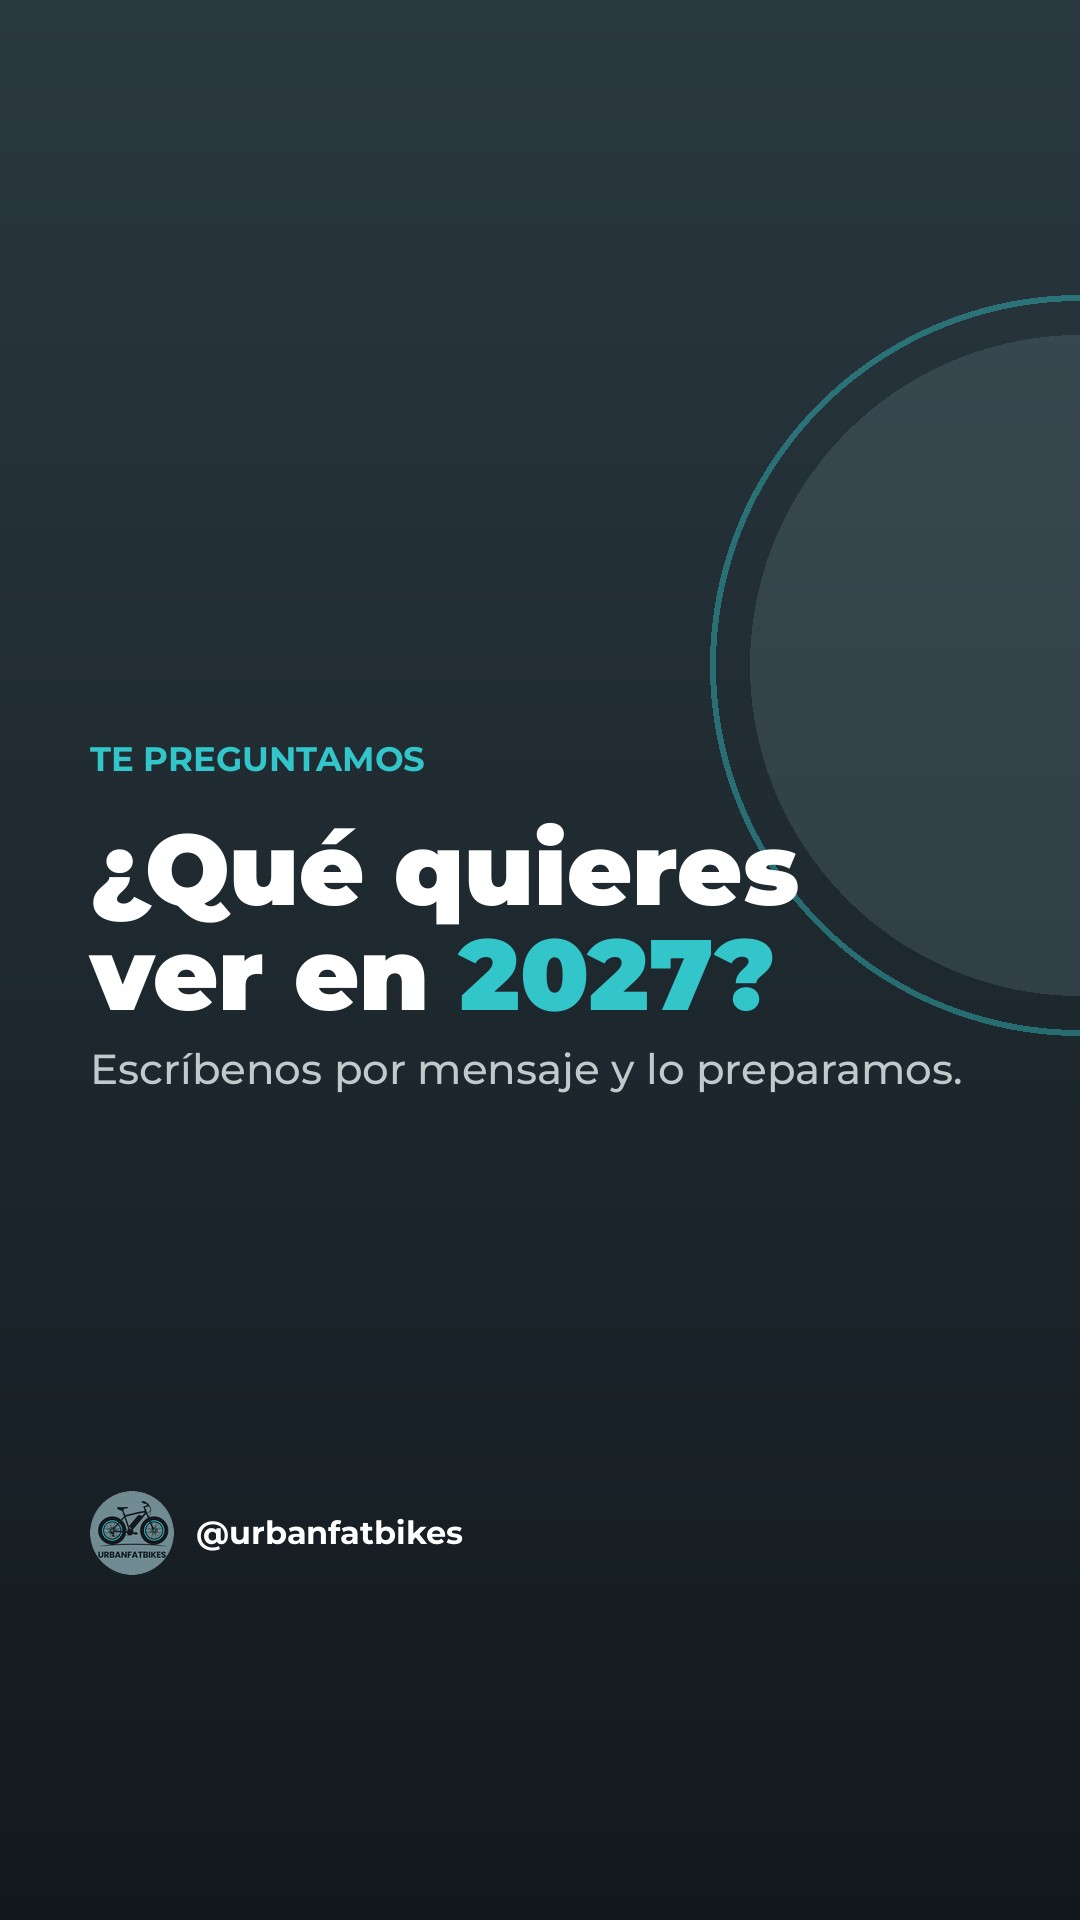 TE PREGUNTAMOS
¿Qué quieres
ver en 2027?
Escríbenos por mensaje y lo preparamos.
URBANFATBIKES
@urbanfatbikes